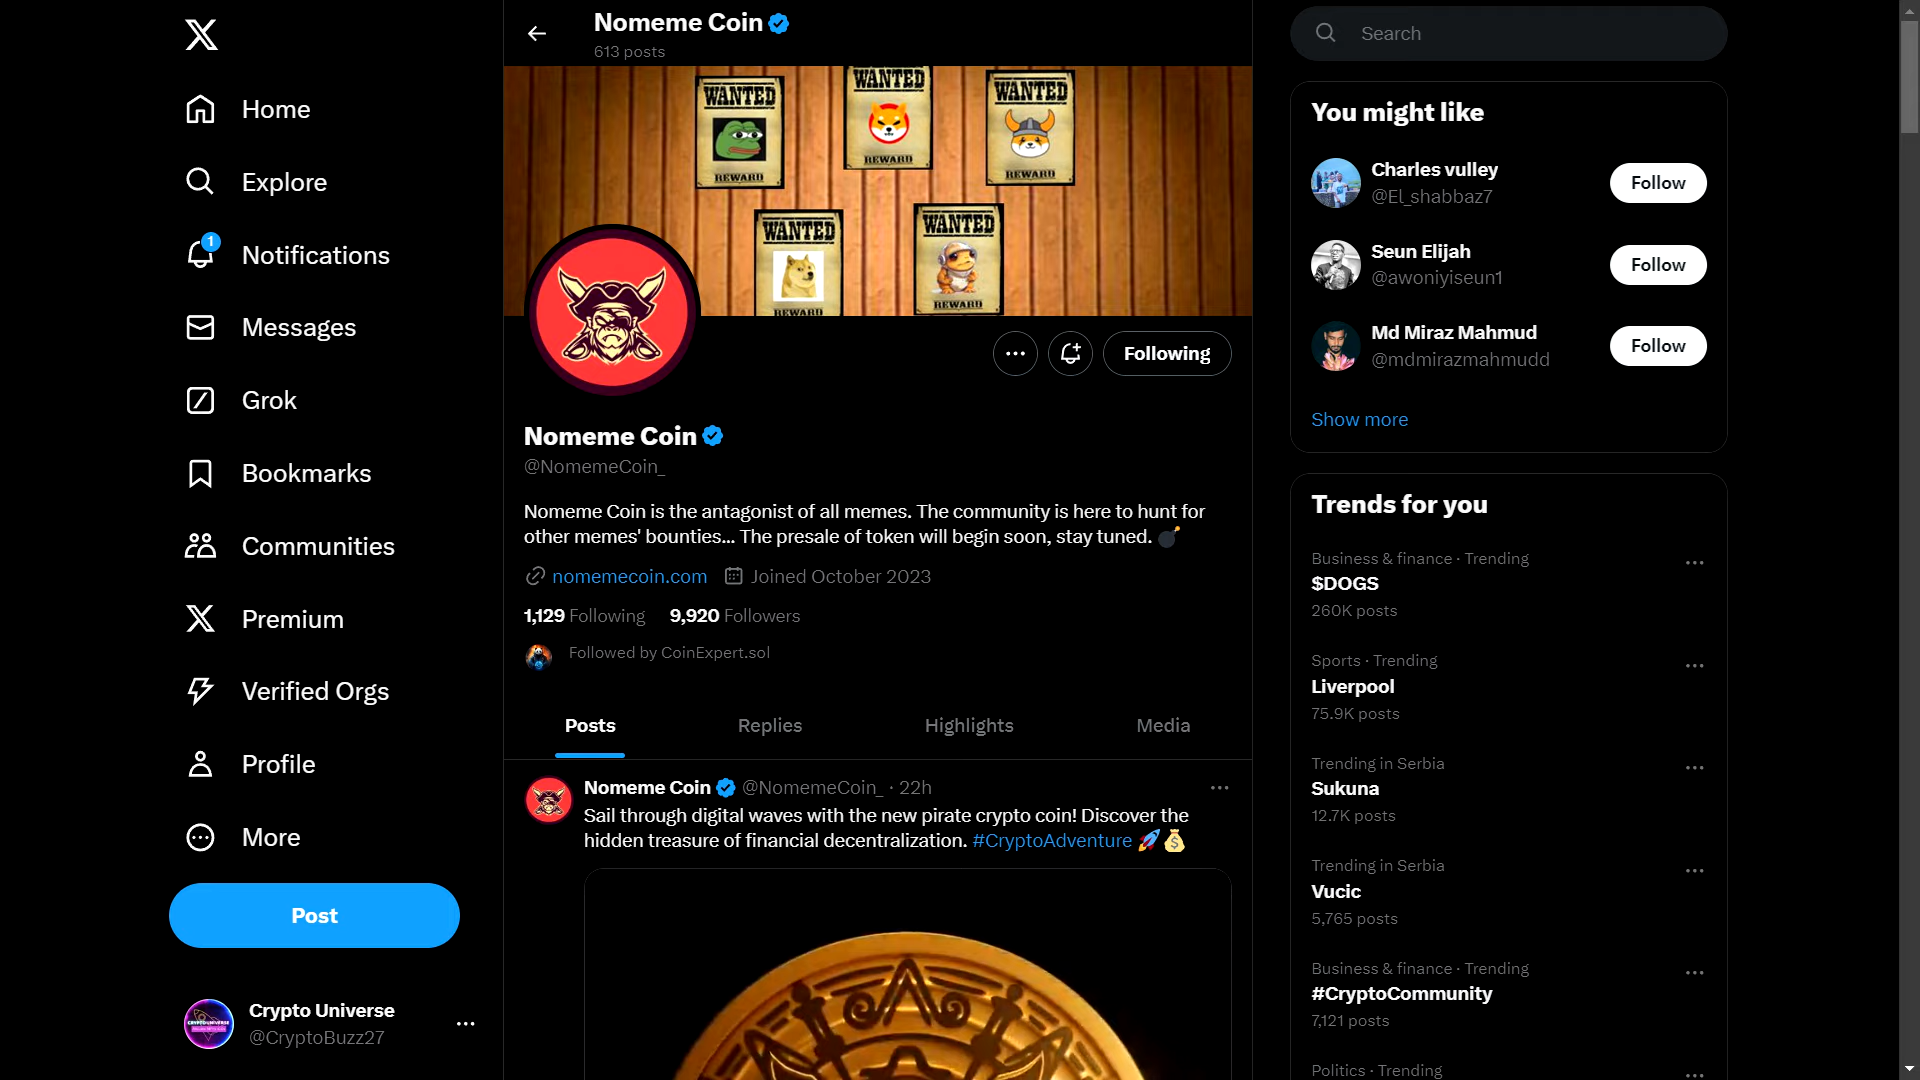 Home
Explore
1
Notifications
Messages
Grok
Bookmarks
Communities
Premium
Verified Orgs
Profile
More
Post
Crypto Universe
@CryptoBuzz27
Nomeme Coin
613 posts
WANTED
REWARD
WANTED
REWARD
WANTED
REWARD
WANTED
REWARD
WANTED
REWARD
Following
Nomeme Coin
@NomemeCoin_
Nomeme Coin is the antagonist of all memes. The community is here to hunt for
other memes' bounties... The presale of token will begin soon, stay tuned. 💣
nomemecoin.com Joined October 2023
1,129 Following 9,920 Followers
Followed by CoinExpert.sol
Posts Replies Highlights Media
Nomeme Coin @NomemeCoin_ · 22h
Sail through digital waves with the new pirate crypto coin! Discover the
hidden treasure of financial decentralization. #CryptoAdventure 🚀💰
Search
You might like
Charles vulley
@El_shabbaz7
Follow
Seun Elijah
@awoniyiseun1
Follow
Md Miraz Mahmud
@mdmirazmahmudd
Follow
Show more
Trends for you
Business & finance · Trending
$DOGS
260K posts
Sports · Trending
Liverpool
75.9K posts
Trending in Serbia
Sukuna
12.7K posts
Trending in Serbia
Vucic
5,765 posts
Business & finance · Trending
#CryptoCommunity
7,121 posts
Politics · Trending